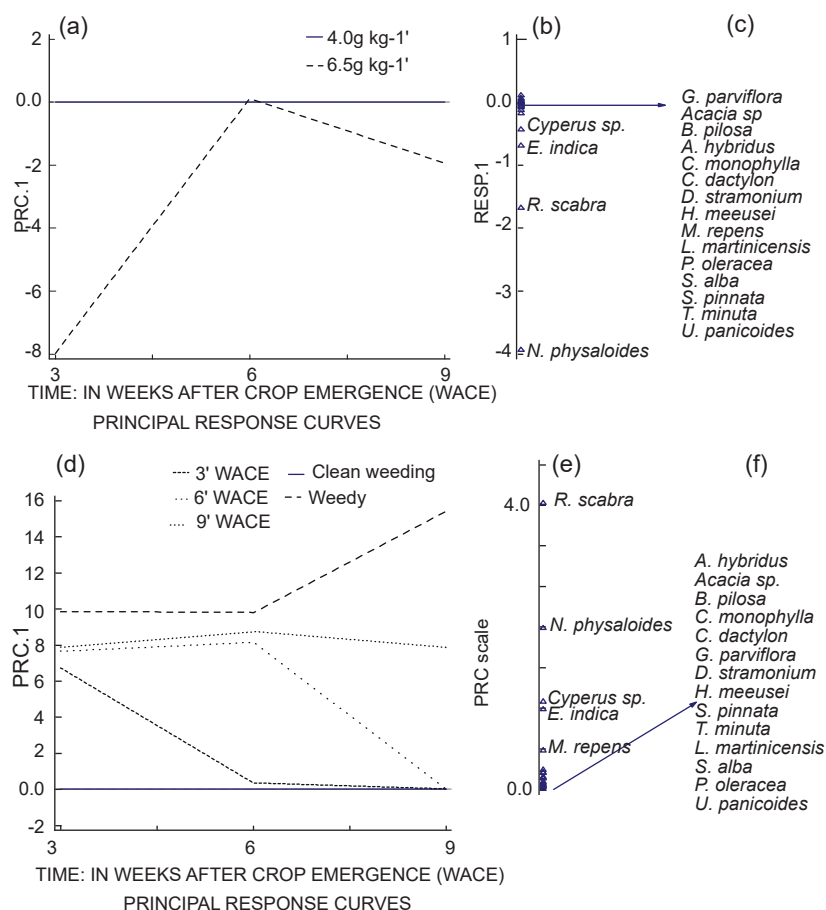 (a)
4.0g kg-1'
6.5g kg-1'
2
0.0
-2
-4
-6
-8
PRC.1
3
6
9
TIME: IN WEEKS AFTER CROP EMERGENCE (WACE)
PRINCIPAL RESPONSE CURVES
(b)
1
0.0
-1
-2
-3
-4
RESP.1
Cyperus sp.
E. indica
R. scabra
N. physaloides
(c)
G. parviflora
Acacia sp
B. pilosa
A. hybridus
C. monophylla
C. dactylon
D. stramonium
H. meeusei
M. repens
L. martinicensis
P. oleracea
S. alba
S. pinnata
T. minuta
U. panicoides
(d)
3' WACE
Clean weeding
6' WACE
Weedy
9' WACE
16
14
12
10
8
6
4
2
0.0
-2
PRC.1
3
6
9
TIME: IN WEEKS AFTER CROP EMERGENCE (WACE)
PRINCIPAL RESPONSE CURVES
(e)
4.0
0.0
PRC scale
R. scabra
N. physaloides
Cyperus sp.
E. indica
M. repens
(f)
A. hybridus
Acacia sp.
B. pilosa
C. monophylla
C. dactylon
G. parviflora
D. stramonium
H. meeusei
S. pinnata
T. minuta
L. martinicensis
S. alba
P. oleracea
U. panicoides